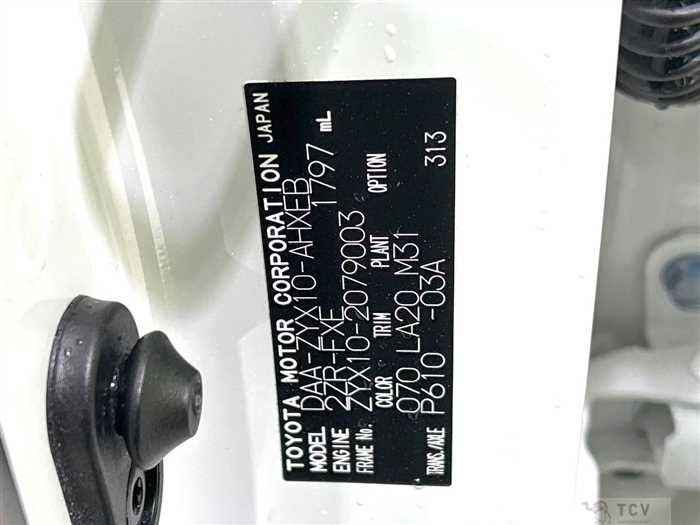 TOYOTA MOTOR CORPORATION JAPAN
MODEL DAA-ZYX10-AHXEB
ENGINE 2ZR-FXE 1797 mL
FRAME No. ZYX10-2079003
COLOR TRIM PLANT OPTION
070 LA20 M31
TRANS./AXLE P610 -03A 313
TCV